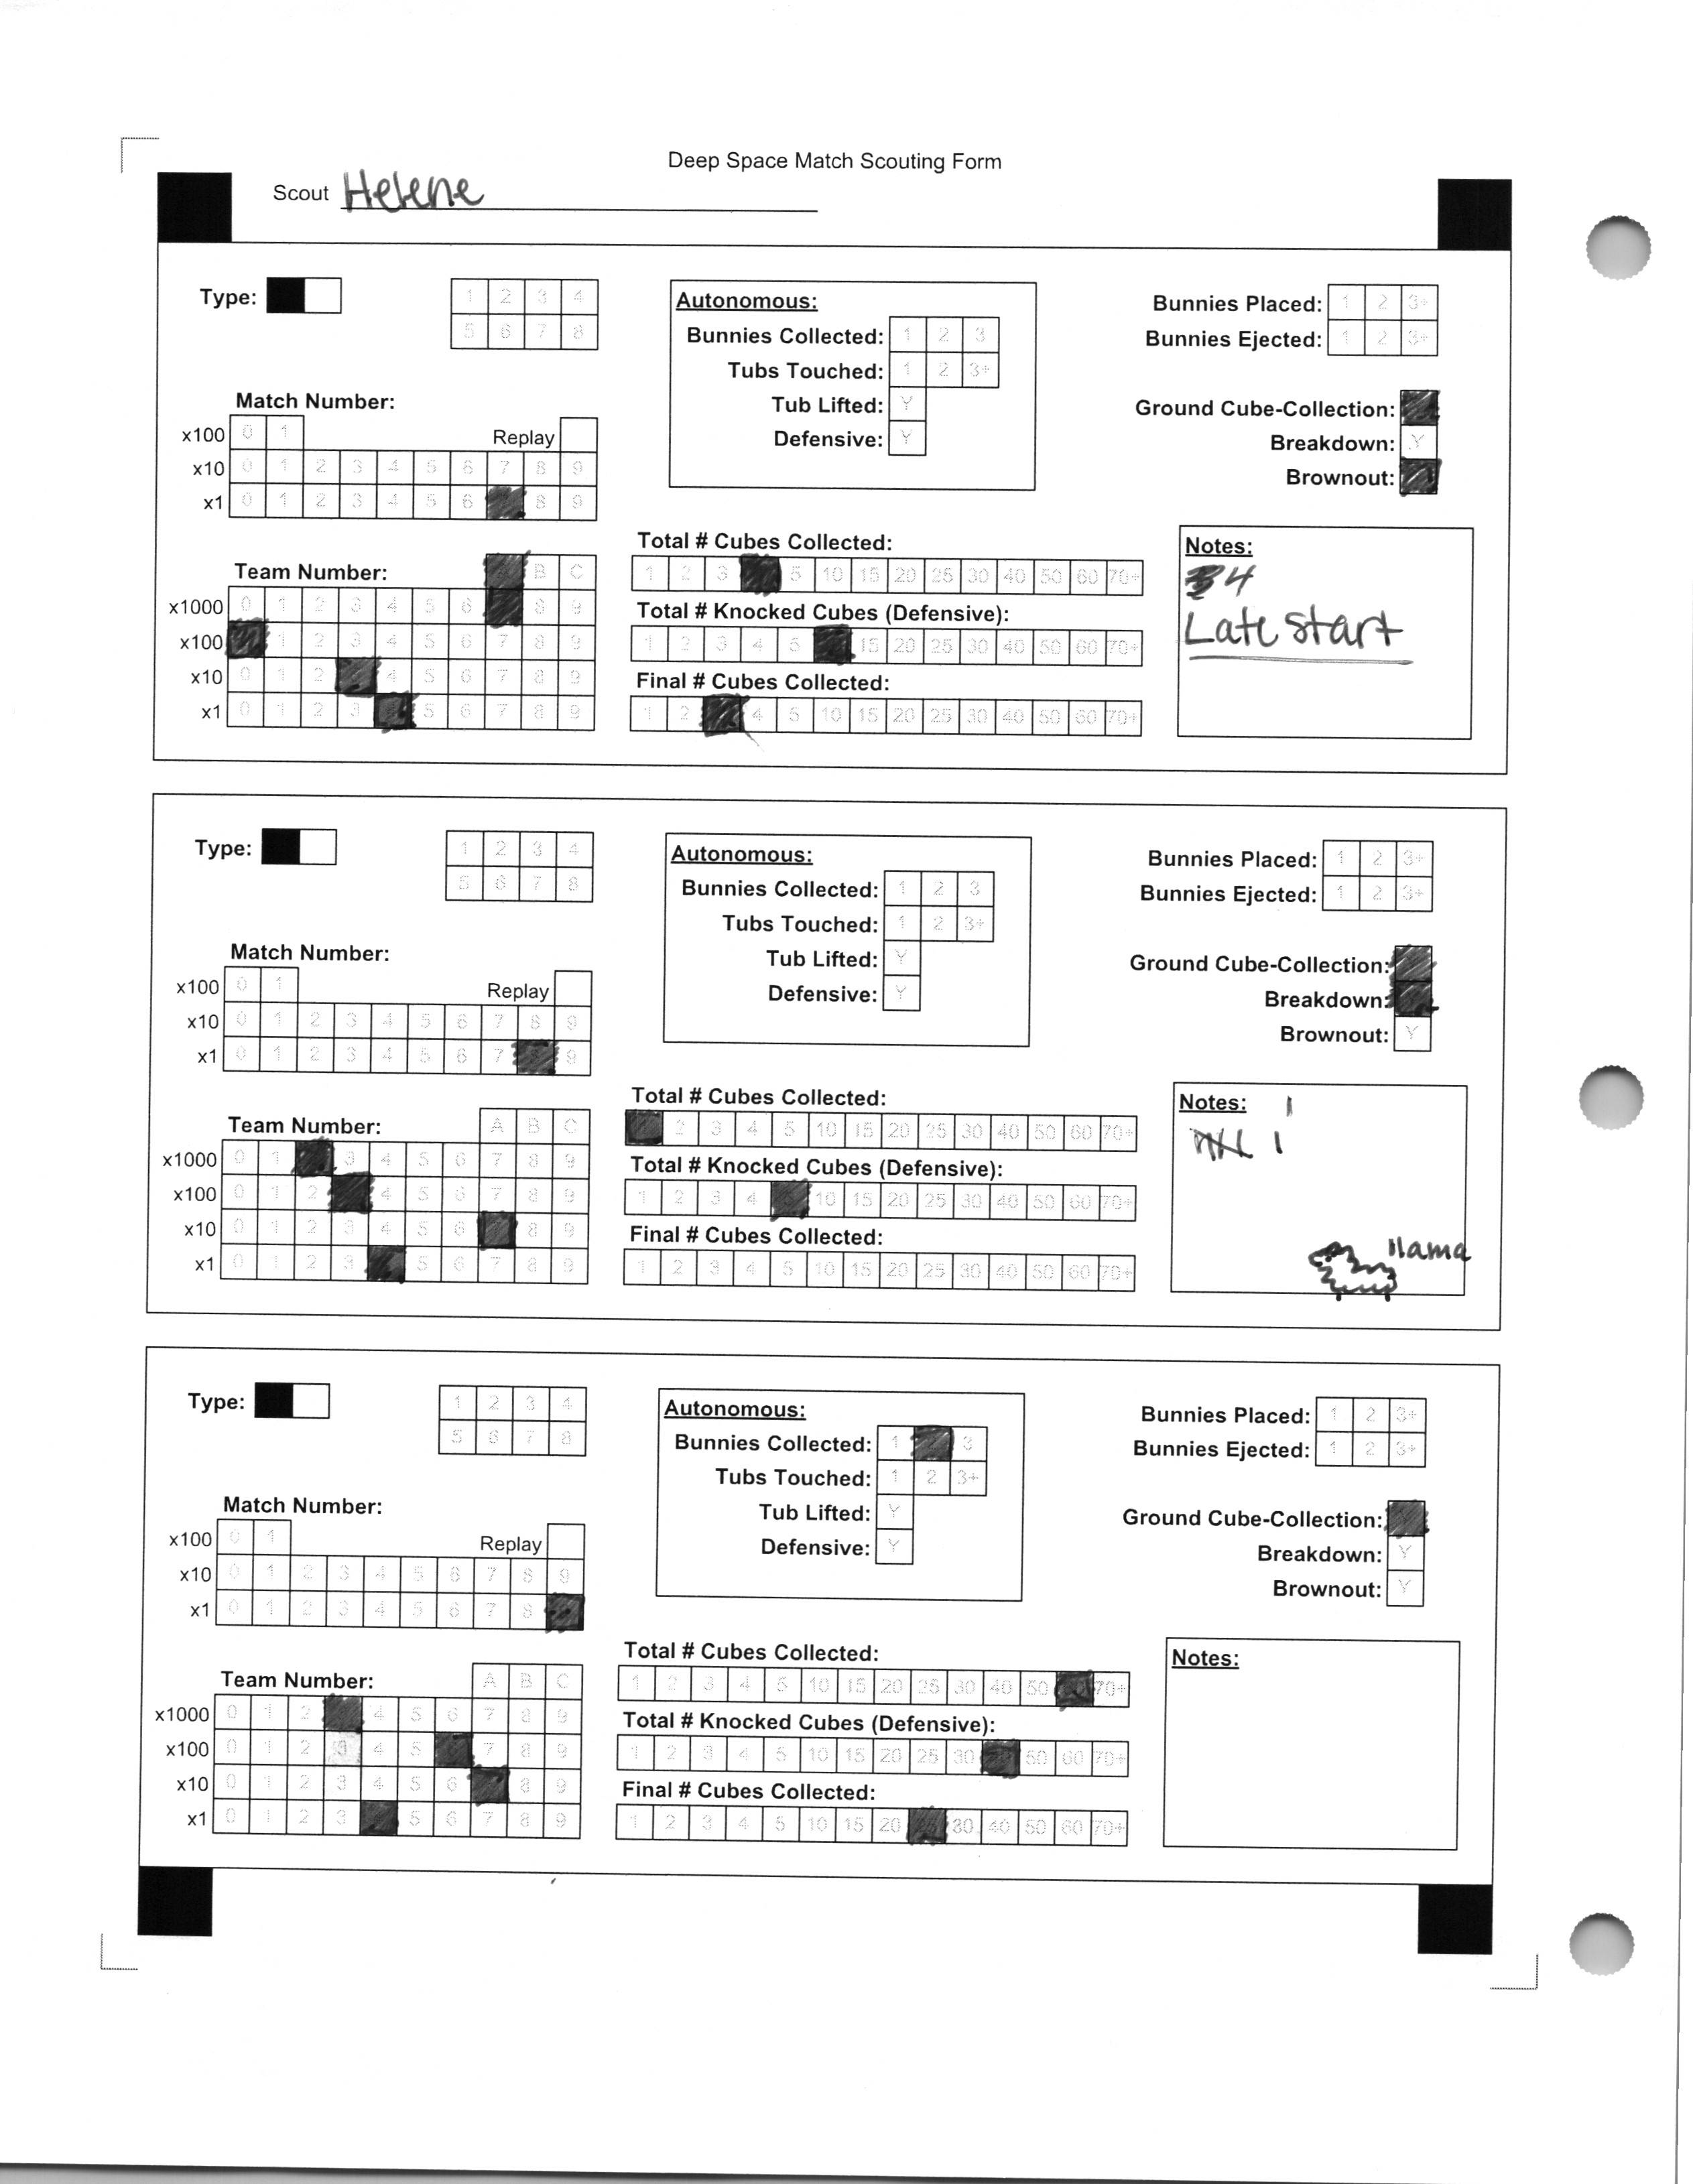 Deep Space Match Scouting Form
Scout Helene
Type:
1 2 3 4
5 6 7 8
Autonomous:
Bunnies Collected: 1 2 3
Tubs Touched: 1 2 3+
Tub Lifted: Y
Defensive: Y
Bunnies Placed: 1 2 3+
Bunnies Ejected: 1 2 3+
Ground Cube-Collection:
Breakdown: Y
Brownout:
Match Number:
x100 0 1 Replay
x10 0 1 2 3 4 5 6 7 8 9
x1 0 1 2 3 4 5 6 8 9
Team Number: B C
x1000 0 1 2 3 4 5 6 8 9
x100 1 2 3 4 5 6 7 8 9
x10 0 1 2 4 5 6 7 8 9
x1 0 1 2 3 5 6 7 8 9
Total # Cubes Collected:
1 2 3 5 10 15 20 25 30 40 50 60 70+
Total # Knocked Cubes (Defensive):
1 2 3 4 5 15 20 25 30 40 50 60 70+
Final # Cubes Collected:
1 2 4 5 10 15 20 25 30 40 50 60 70+
Notes:
4
Late start
Type:
1 2 3 4
5 6 7 8
Autonomous:
Bunnies Collected: 1 2 3
Tubs Touched: 1 2 3+
Tub Lifted: Y
Defensive: Y
Bunnies Placed: 1 2 3+
Bunnies Ejected: 1 2 3+
Ground Cube-Collection:
Breakdown:
Brownout: Y
Match Number:
x100 0 1 Replay
x10 0 1 2 3 4 5 6 7 8 9
x1 0 1 2 3 4 5 6 7 9
Team Number: A B C
x1000 0 1 3 4 5 6 7 8 9
x100 0 1 2 4 5 6 7 8 9
x10 0 1 2 3 4 5 6 8 9
x1 0 1 2 3 5 6 7 8 9
Total # Cubes Collected:
2 3 4 5 10 15 20 25 30 40 50 60 70+
Total # Knocked Cubes (Defensive):
1 2 3 4 10 15 20 25 30 40 50 60 70+
Final # Cubes Collected:
1 2 3 4 5 10 15 20 25 30 40 50 60 70+
Notes: 1
1
llama
Type:
1 2 3 4
5 6 7 8
Autonomous:
Bunnies Collected: 1 3
Tubs Touched: 1 2 3+
Tub Lifted: Y
Defensive: Y
Bunnies Placed: 1 2 3+
Bunnies Ejected: 1 2 3+
Ground Cube-Collection:
Breakdown: Y
Brownout: Y
Match Number:
x100 0 1 Replay
x10 0 1 2 3 4 5 6 7 8 9
x1 0 1 2 3 4 5 6 7 8
Team Number: A B C
x1000 0 1 2 4 5 6 7 8 9
x100 0 1 2 3 4 5 7 8 9
x10 0 1 2 3 4 5 6 8 9
x1 0 1 2 3 5 6 7 8 9
Total # Cubes Collected:
1 2 3 4 5 10 15 20 25 30 40 50 70+
Total # Knocked Cubes (Defensive):
1 2 3 4 5 10 15 20 25 30 50 60 70+
Final # Cubes Collected:
1 2 3 4 5 10 15 20 30 40 50 60 70+
Notes: